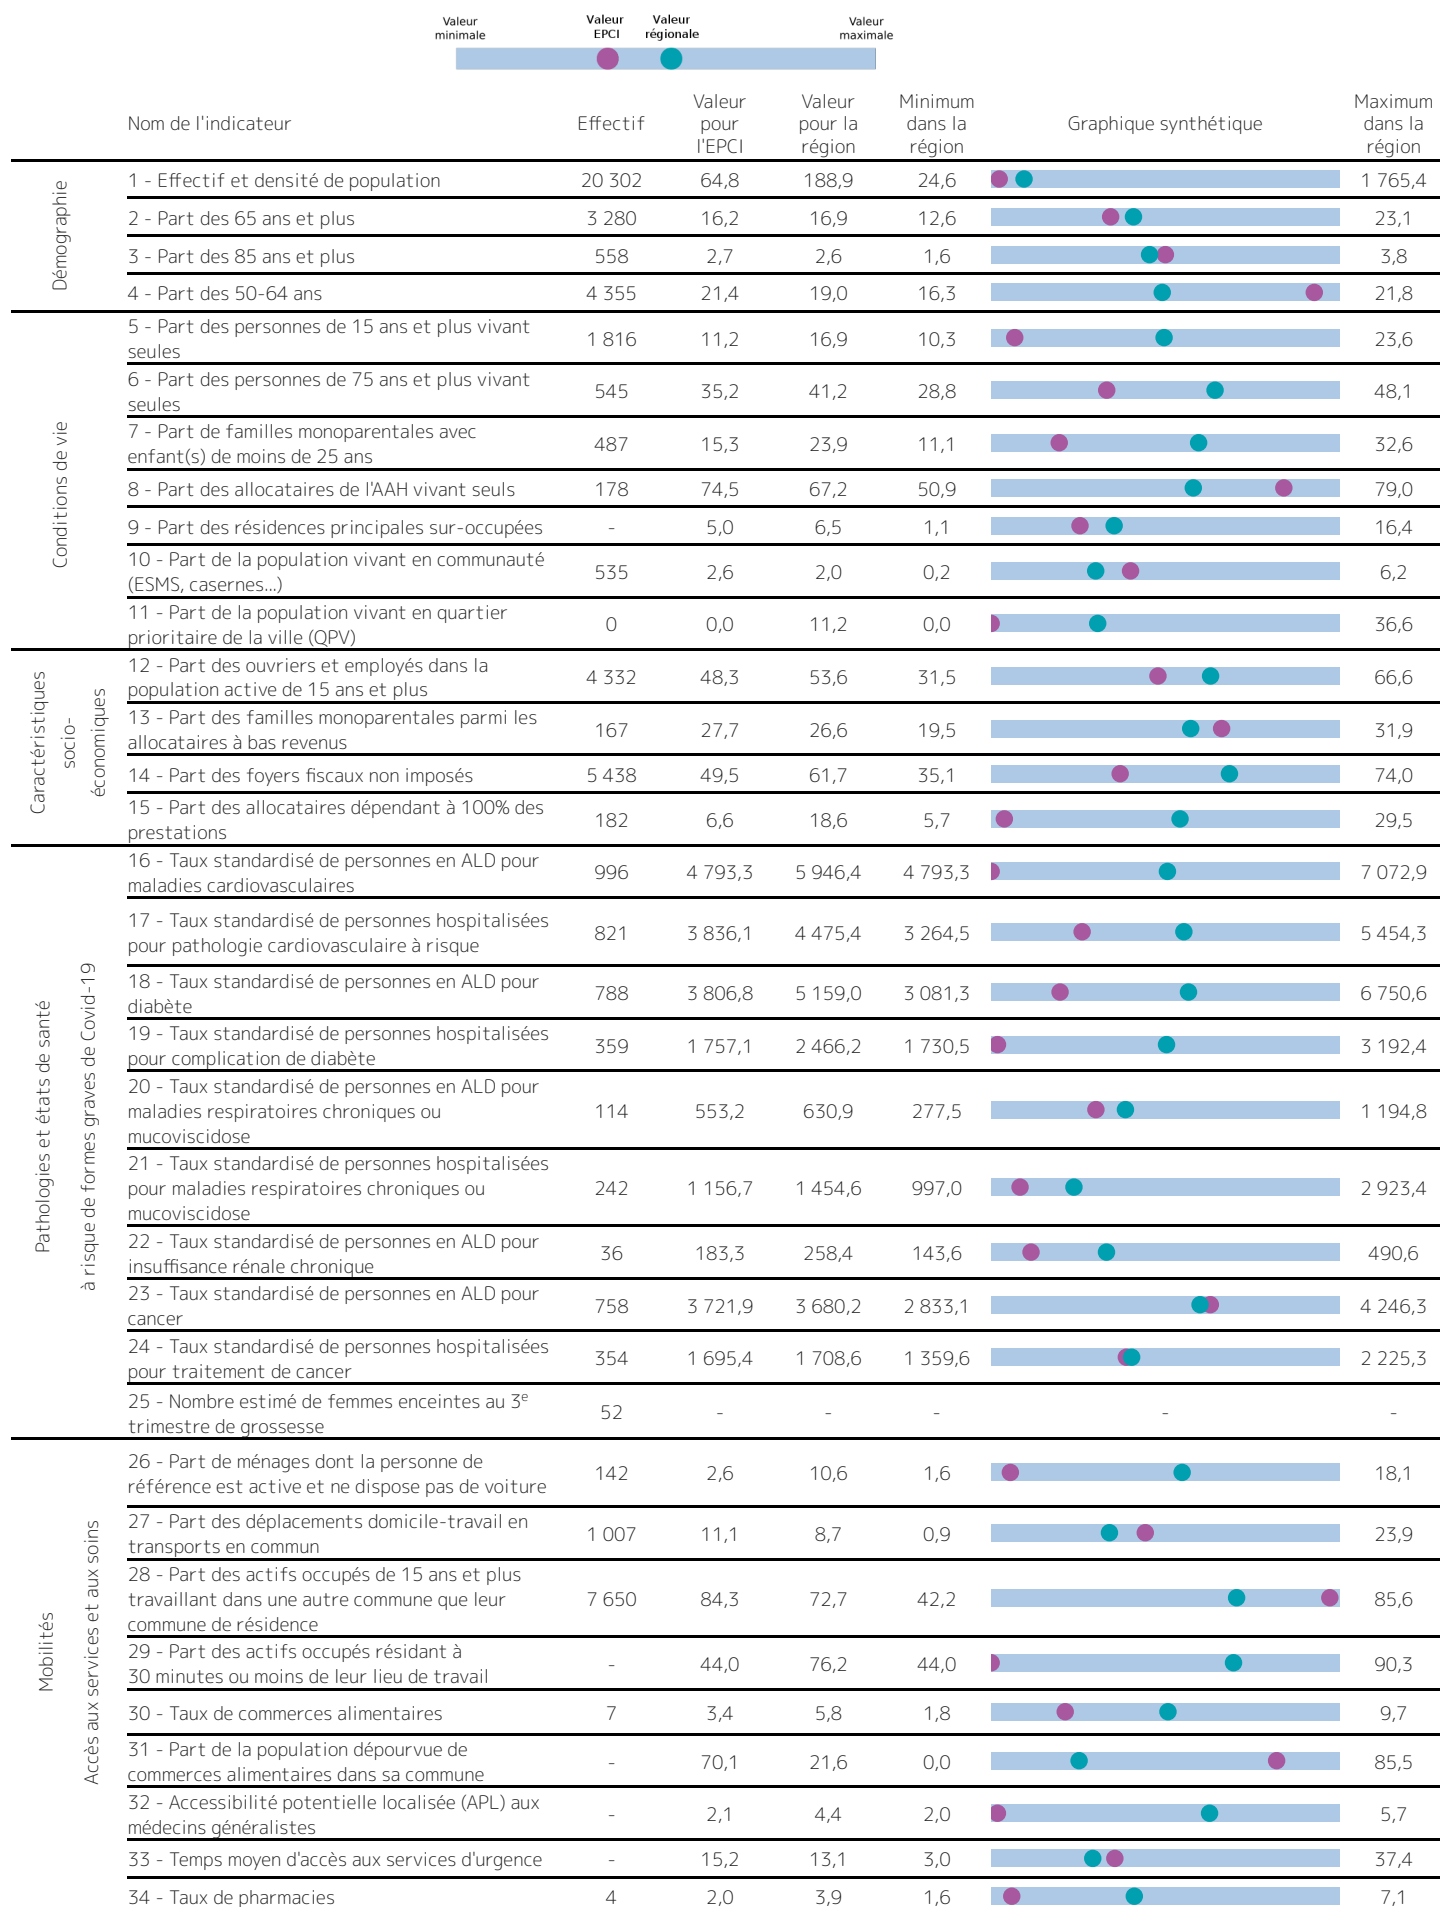 Valeur minimale
Valeur EPCI
Valeur régionale
Valeur maximale
Nom de l'indicateur Effectif Valeur pour l'EPCI Valeur pour la région Minimum dans la région Graphique synthétique Maximum dans la région
Démographie
1 - Effectif et densité de population 20 302 64,8 188,9 24,6 1 765,4
2 - Part des 65 ans et plus 3 280 16,2 16,9 12,6 23,1
3 - Part des 85 ans et plus 558 2,7 2,6 1,6 3,8
4 - Part des 50-64 ans 4 355 21,4 19,0 16,3 21,8
Conditions de vie
5 - Part des personnes de 15 ans et plus vivant
seules 1 816 11,2 16,9 10,3 23,6
6 - Part des personnes de 75 ans et plus vivant
seules 545 35,2 41,2 28,8 48,1
7 - Part de familles monoparentales avec
enfant(s) de moins de 25 ans 487 15,3 23,9 11,1 32,6
8 - Part des allocataires de l'AAH vivant seuls 178 74,5 67,2 50,9 79,0
9 - Part des résidences principales sur-occupées - 5,0 6,5 1,1 16,4
10 - Part de la population vivant en communauté
(ESMS, casernes...) 535 2,6 2,0 0,2 6,2
11 - Part de la population vivant en quartier
prioritaire de la ville (QPV) 0 0,0 11,2 0,0 36,6
Caractéristiques
socio-
économiques
12 - Part des ouvriers et employés dans la
population active de 15 ans et plus 4 332 48,3 53,6 31,5 66,6
13 - Part des familles monoparentales parmi les
allocataires à bas revenus 167 27,7 26,6 19,5 31,9
14 - Part des foyers fiscaux non imposés 5 438 49,5 61,7 35,1 74,0
15 - Part des allocataires dépendant à 100% des
prestations 182 6,6 18,6 5,7 29,5
Pathologies et états de santé
à risque de formes graves de Covid-19
16 - Taux standardisé de personnes en ALD pour
maladies cardiovasculaires 996 4 793,3 5 946,4 4 793,3 7 072,9
17 - Taux standardisé de personnes hospitalisées
pour pathologie cardiovasculaire à risque 821 3 836,1 4 475,4 3 264,5 5 454,3
18 - Taux standardisé de personnes en ALD pour
diabète 788 3 806,8 5 159,0 3 081,3 6 750,6
19 - Taux standardisé de personnes hospitalisées
pour complication de diabète 359 1 757,1 2 466,2 1 730,5 3 192,4
20 - Taux standardisé de personnes en ALD pour
maladies respiratoires chroniques ou
mucoviscidose 114 553,2 630,9 277,5 1 194,8
21 - Taux standardisé de personnes hospitalisées
pour maladies respiratoires chroniques ou
mucoviscidose 242 1 156,7 1 454,6 997,0 2 923,4
22 - Taux standardisé de personnes en ALD pour
insuffisance rénale chronique 36 183,3 258,4 143,6 490,6
23 - Taux standardisé de personnes en ALD pour
cancer 758 3 721,9 3 680,2 2 833,1 4 246,3
24 - Taux standardisé de personnes hospitalisées
pour traitement de cancer 354 1 695,4 1 708,6 1 359,6 2 225,3
25 - Nombre estimé de femmes enceintes au 3e
trimestre de grossesse 52 - - - - -
Mobilités
Accès aux services et aux soins
26 - Part de ménages dont la personne de
référence est active et ne dispose pas de voiture 142 2,6 10,6 1,6 18,1
27 - Part des déplacements domicile-travail en
transports en commun 1 007 11,1 8,7 0,9 23,9
28 - Part des actifs occupés de 15 ans et plus
travaillant dans une autre commune que leur
commune de résidence 7 650 84,3 72,7 42,2 85,6
29 - Part des actifs occupés résidant à
30 minutes ou moins de leur lieu de travail - 44,0 76,2 44,0 90,3
30 - Taux de commerces alimentaires 7 3,4 5,8 1,8 9,7
31 - Part de la population dépourvue de
commerces alimentaires dans sa commune - 70,1 21,6 0,0 85,5
32 - Accessibilité potentielle localisée (APL) aux
médecins généralistes - 2,1 4,4 2,0 5,7
33 - Temps moyen d'accès aux services d'urgence - 15,2 13,1 3,0 37,4
34 - Taux de pharmacies 4 2,0 3,9 1,6 7,1